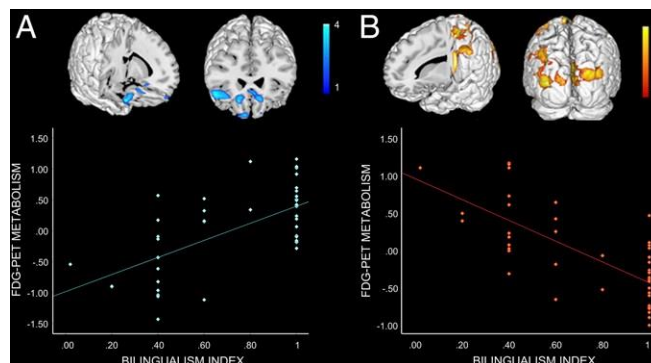 A
4
1
FDG-PET METABOLISM
1.50
1.00
.50
.00
-.50
-1.00
-1.50
.00 .20 .40 .60 .80 1
BILINGUALISM INDEX
B
FDG-PET METABOLISM
1.50
1.00
.50
.00
-.50
-1.00
.00 .20 .40 .60 .80 1
BILINGUALISM INDEX